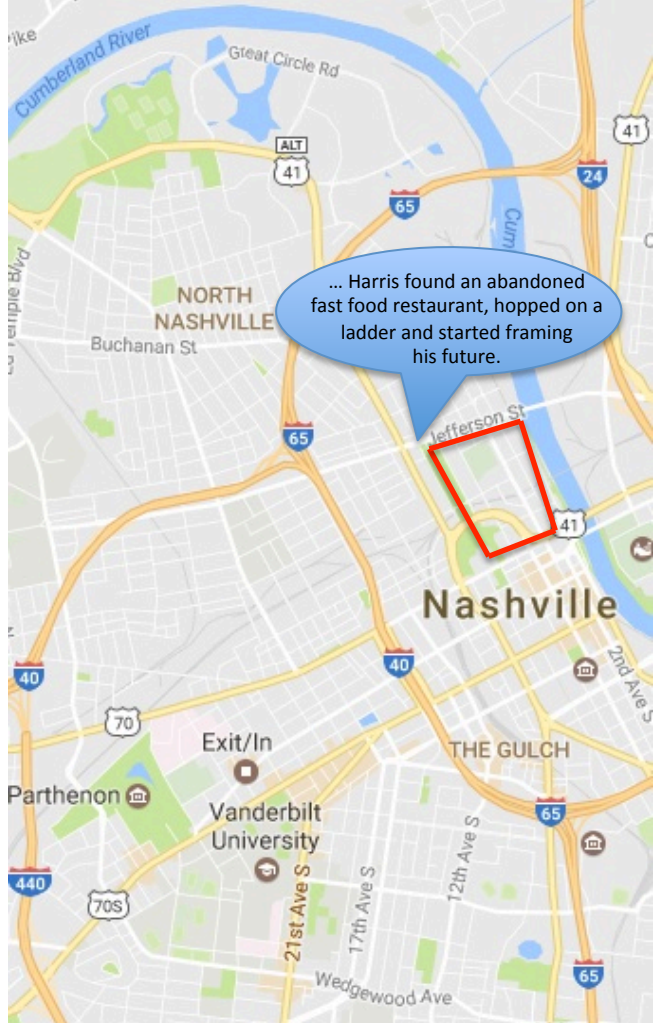 ike
Cumberland River
Great Circle Rd
ALT
41
41
24
65
Cum
NORTH
NASHVILLE
Buchanan St
... Harris found an abandoned
fast food restaurant, hopped on a
ladder and started framing
his future.
Jefferson St
65
41
Nashville
40
40
2nd Ave S
70
Exit/In
THE GULCH
Parthenon
Vanderbilt
University
65
12th Ave S
440
70S
21st Ave S
17th Ave S
65
Wedgewood Ave